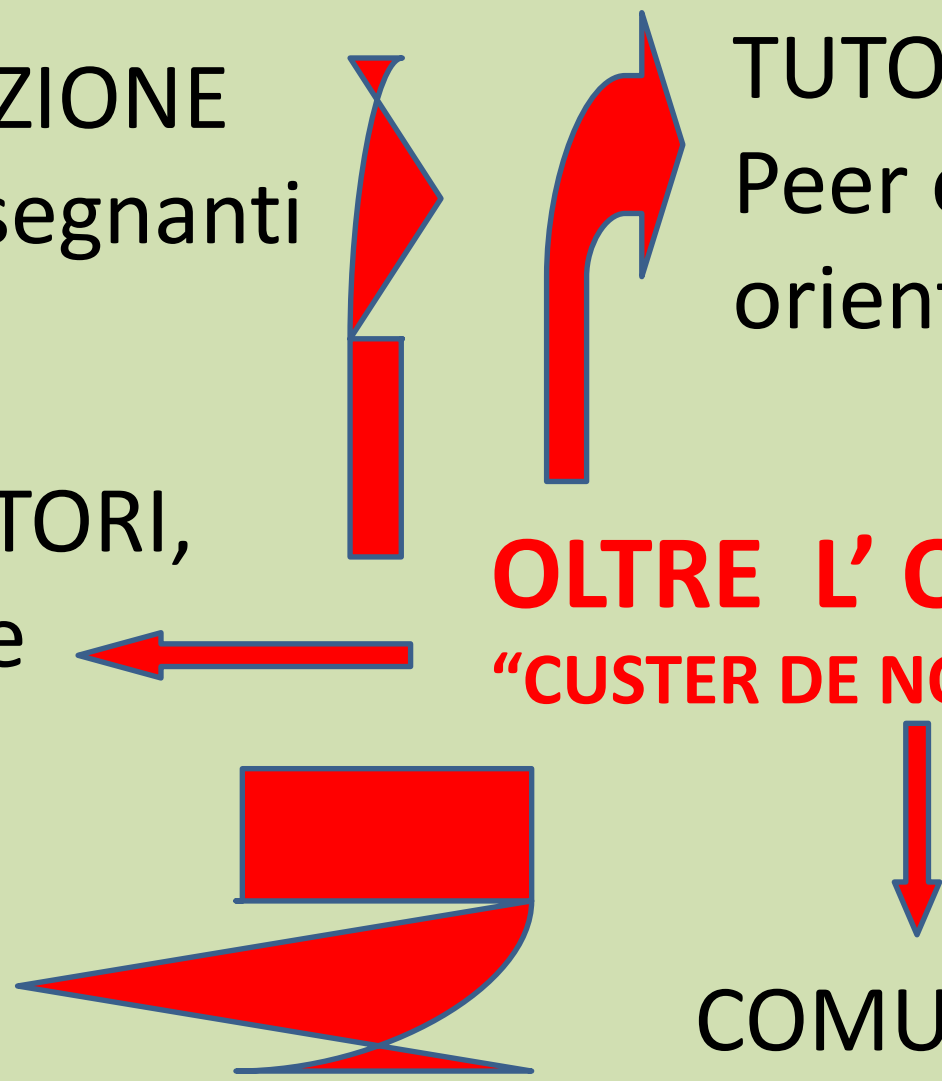 ZIONE
segnanti
TUTO
Peer
orient
TORI,
e
OLTRE L’ O
“CUSTER DE NO
COMU